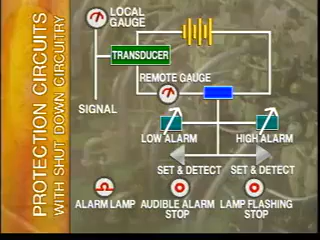 PROTECTION CIRCUITS
WITH SHUT DOWN CIRCUITRY
LOCAL
GAUGE
TRANSDUCER
REMOTE GAUGE
SIGNAL
LOW ALARM
HIGH ALARM
SET & DETECT
SET & DETECT
ALARM LAMP
AUDIBLE ALARM
STOP
LAMP FLASHING
STOP